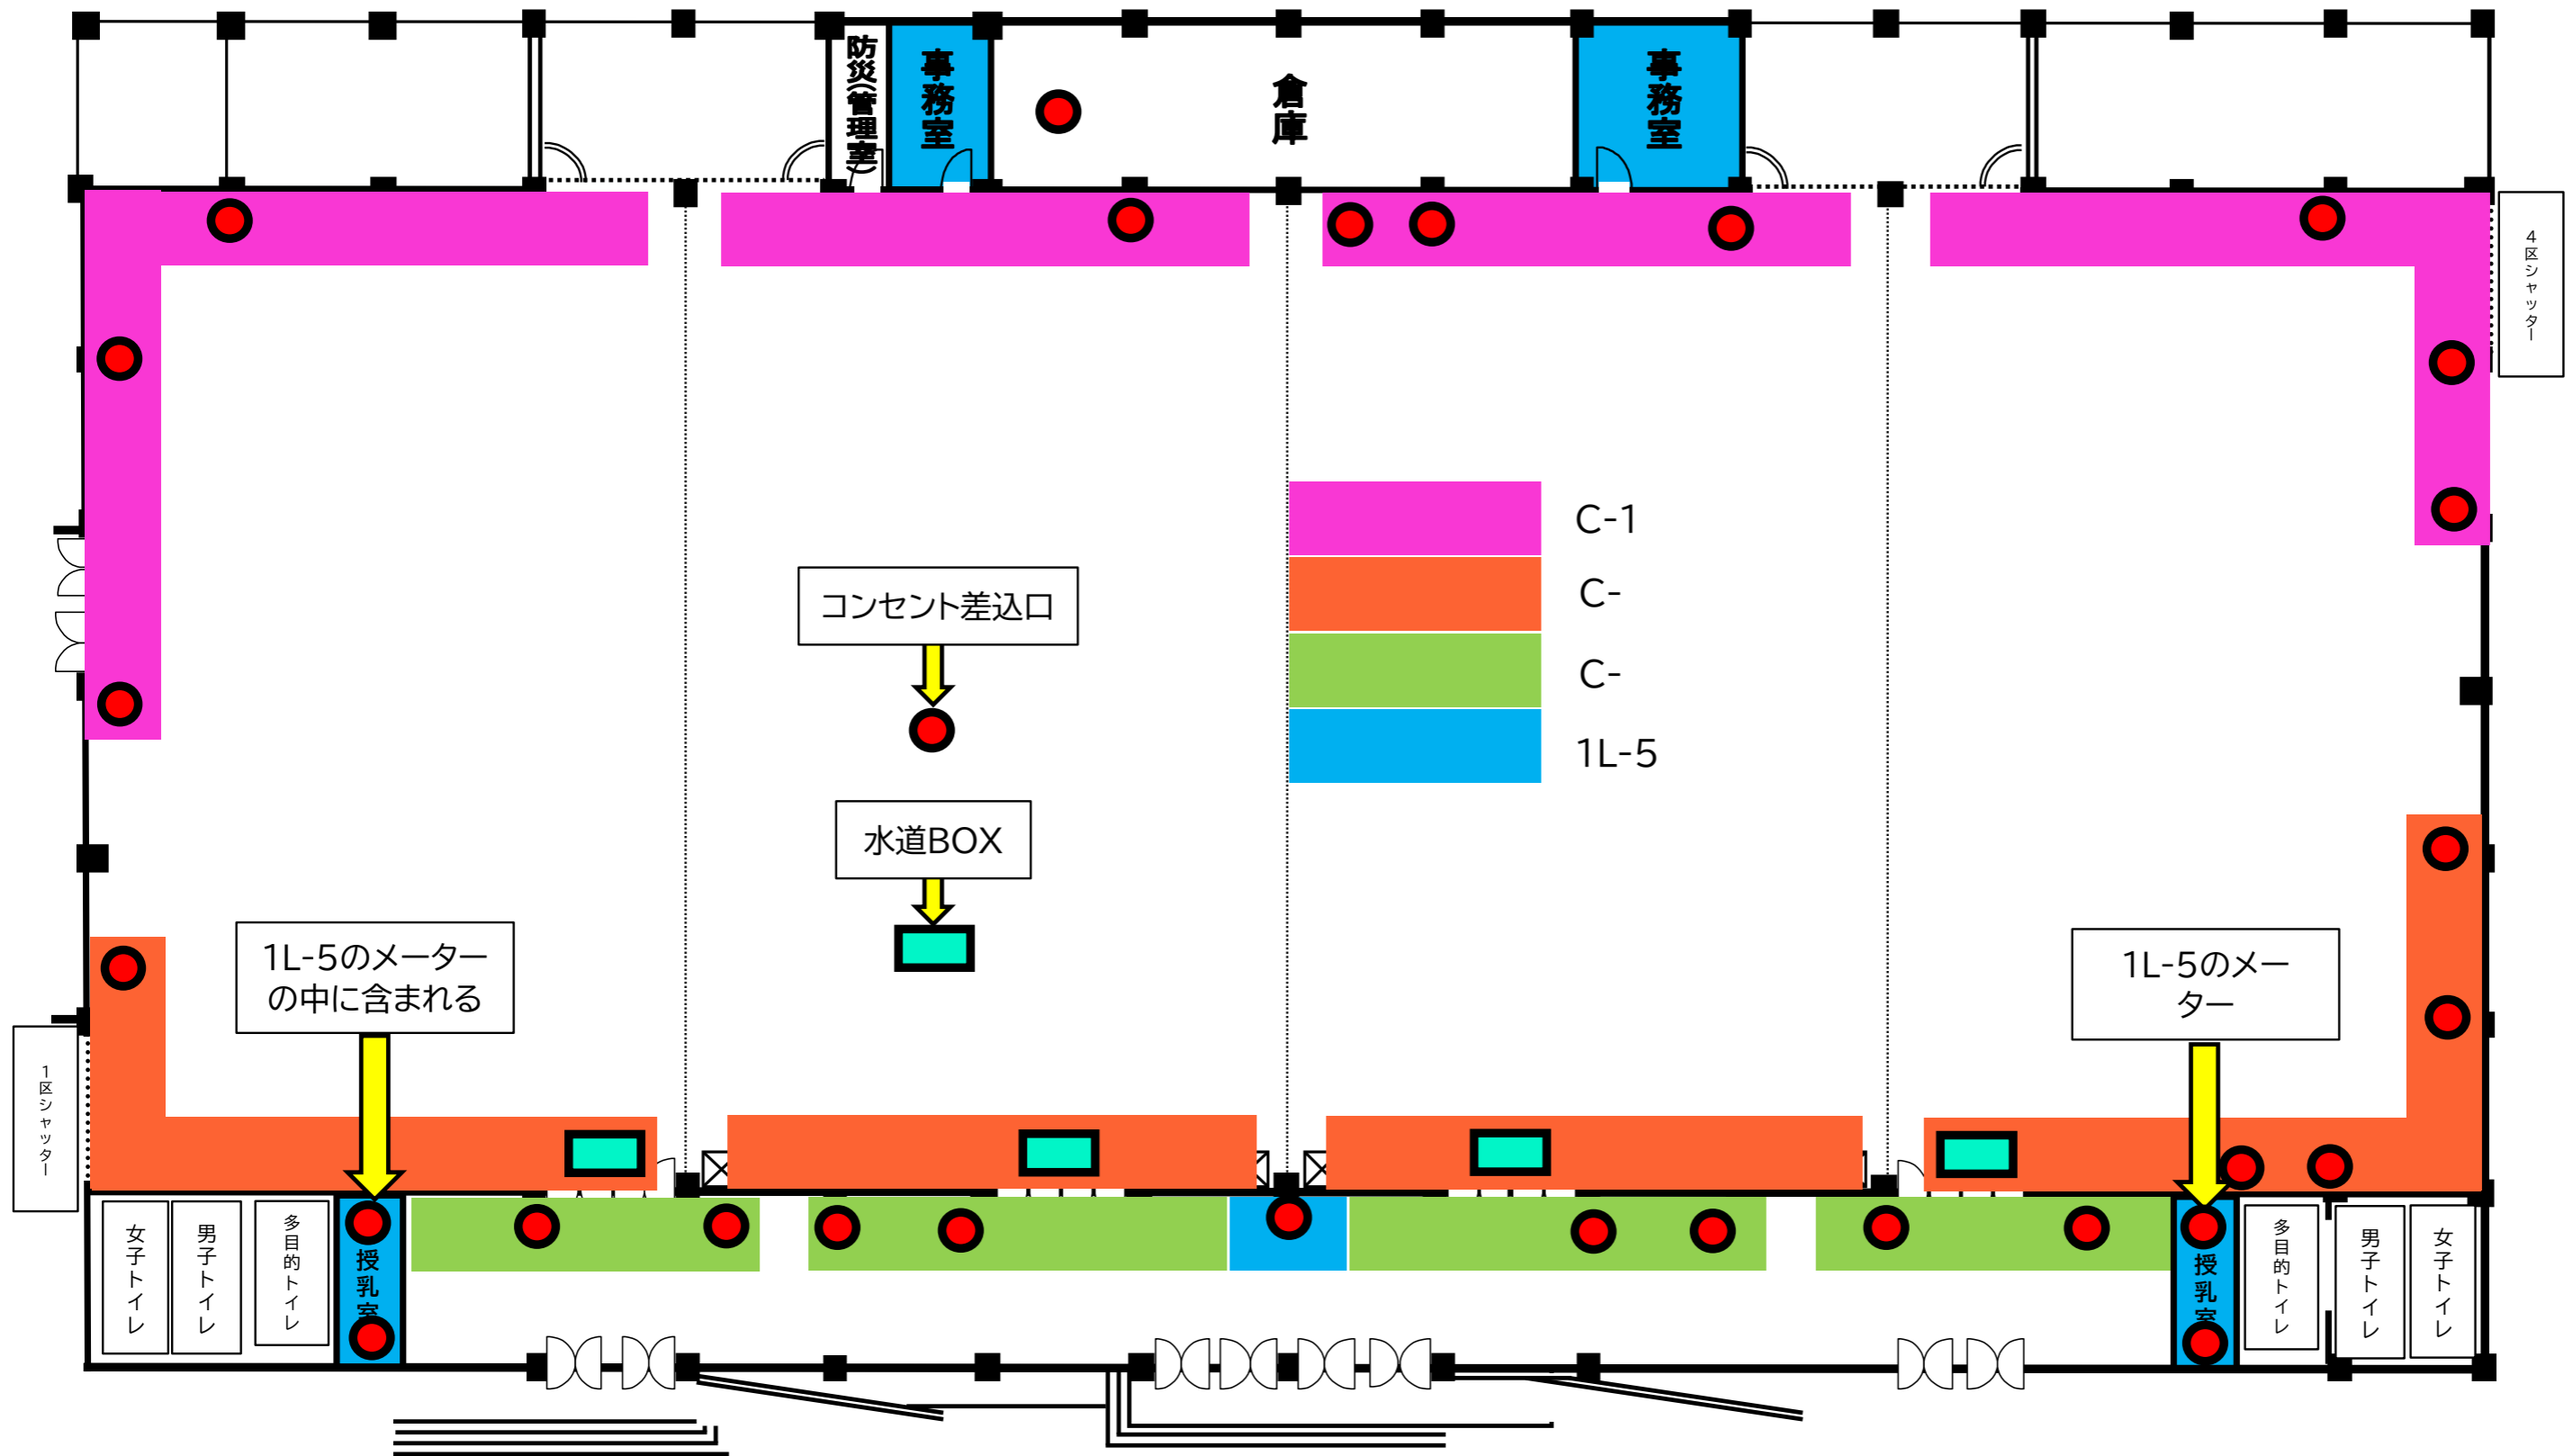 防災(管理室)
事務室
倉庫
事務室
4区シャッター
C-1
コンセント差込口
C-
C-
1L-5
水道BOX
1L-5のメーター
の中に含まれる
1L-5のメー
ター
1区シャッター
女子トイレ
男子トイレ
多目的トイレ
授乳室
授乳室
多目的トイレ
男子トイレ
女子トイレ